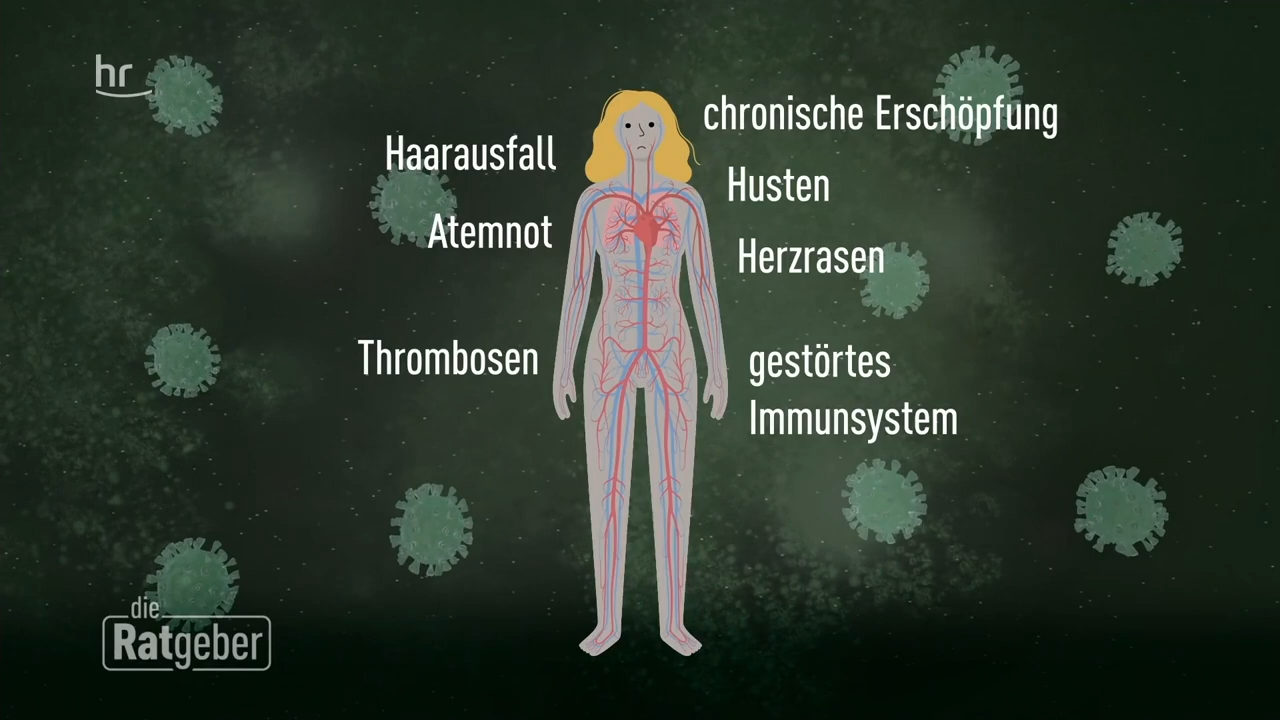 hr
chronische Erschöpfung
Haarausfall
Husten
Atemnot
Herzrasen
Thrombosen
gestörtes
Immunsystem
die
Ratgeber